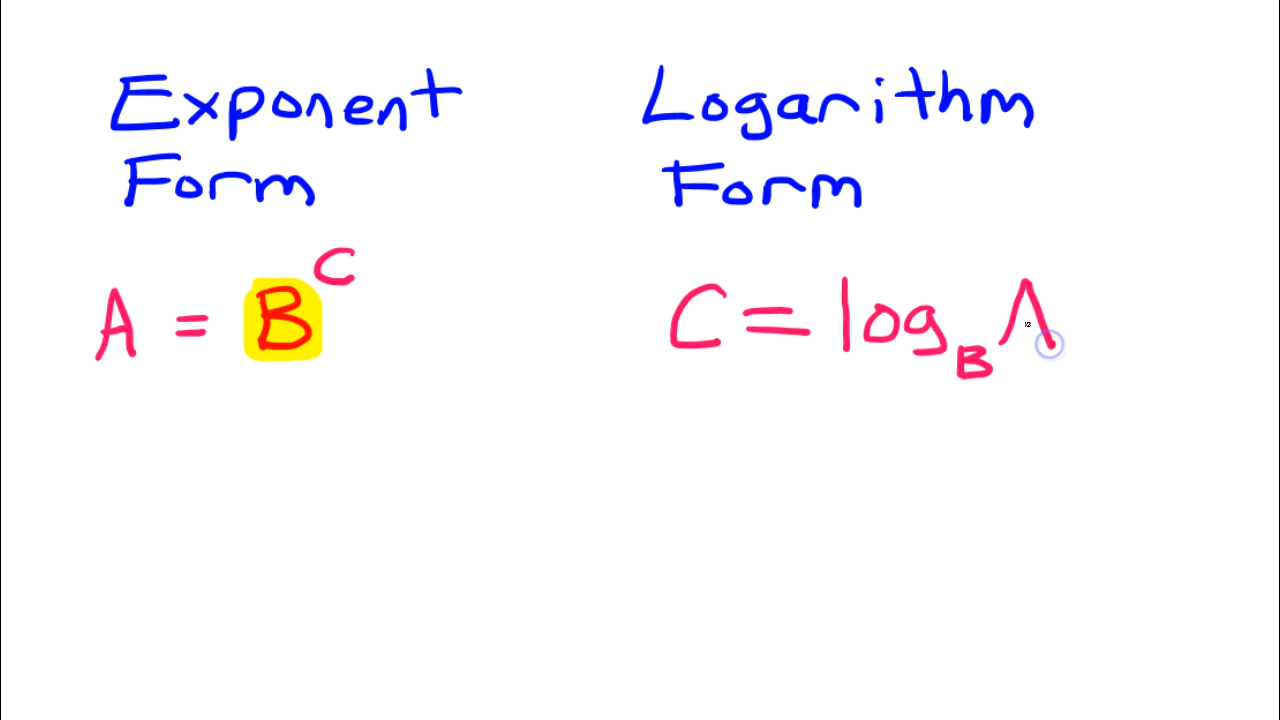 Exponent Form
A = B^C
Logarithm Form
C = log_B A